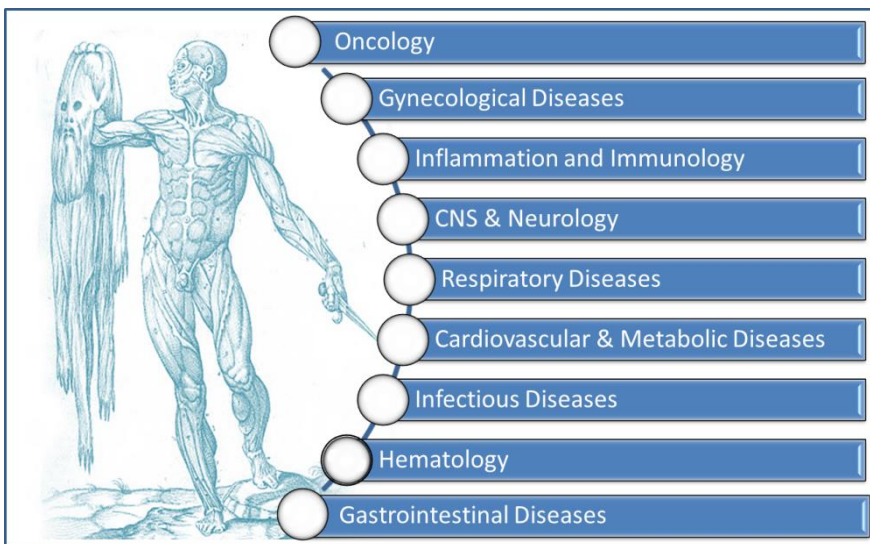 Oncology
Gynecological Diseases
Inflammation and Immunology
CNS & Neurology
Respiratory Diseases
Cardiovascular & Metabolic Diseases
Infectious Diseases
Hematology
Gastrointestinal Diseases